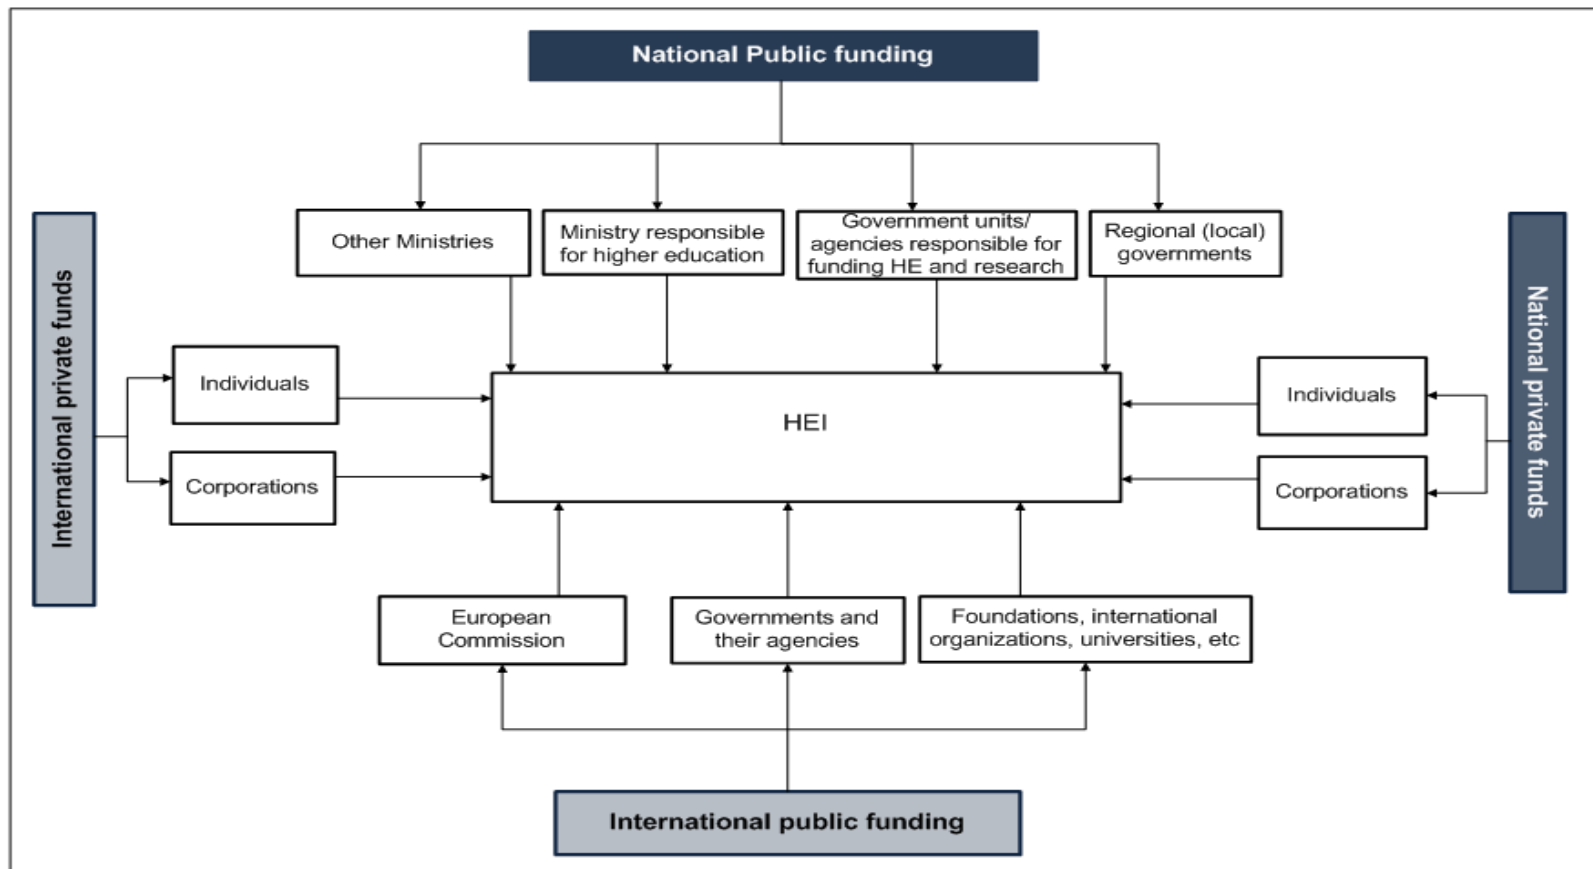 National Public funding
Other Ministries
Ministry responsible
for higher education
Government units/
agencies responsible for
funding HE and research
Regional (local)
governments
International private funds
Individuals
Corporations
HEI
Individuals
Corporations
National private funds
European
Commission
Governments and
their agencies
Foundations, international
organizations, universities, etc
International public funding